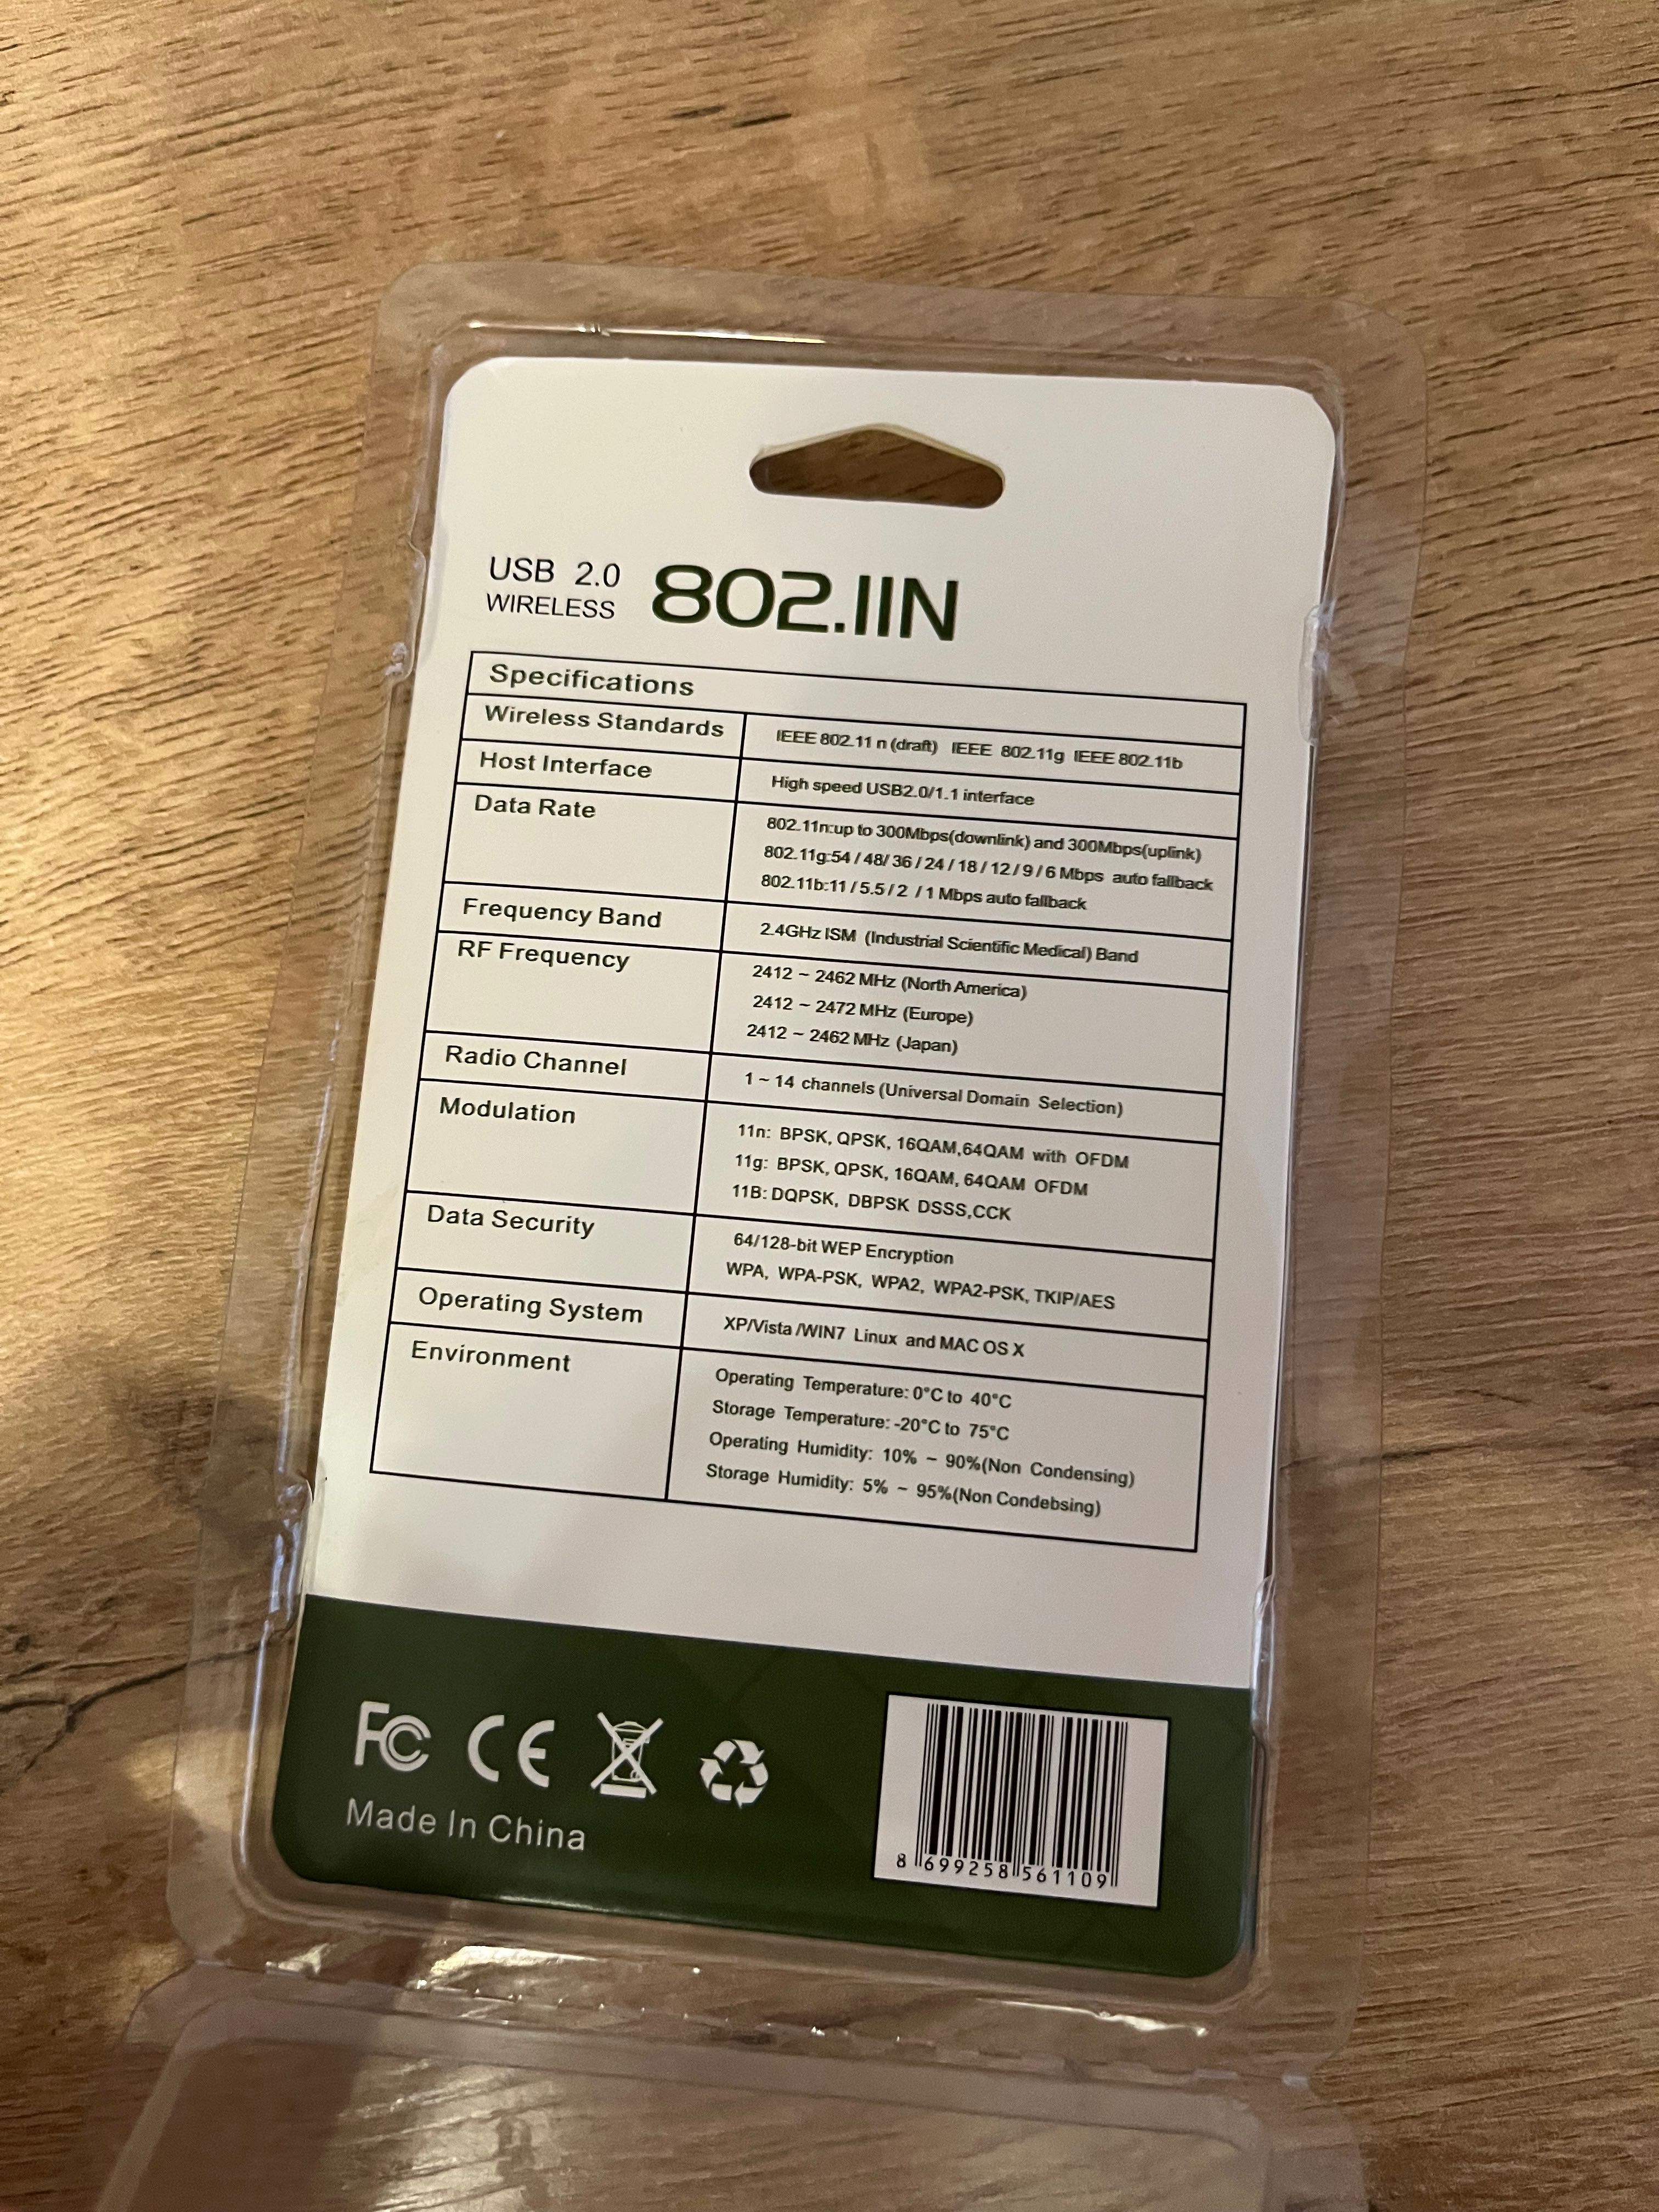 USB 2.0
WIRELESS
802.11N
Specifications
Wireless Standards
IEEE 802.11 n (draft) IEEE 802.11g IEEE 802.11b
Host Interface
High speed USB2.0/1.1 interface
Data Rate
802.11n:up to 300Mbps(downlink) and 300Mbps(uplink)
802.11g:54 / 48/ 36 / 24 / 18 / 12 / 9 / 6 Mbps auto fallback
802.11b:11 / 5.5 / 2 / 1 Mbps auto fallback
Frequency Band
2.4GHz ISM (Industrial Scientific Medical) Band
RF Frequency
2412 ~ 2462 MHz (North America)
2412 ~ 2472 MHz (Europe)
2412 ~ 2462 MHz (Japan)
Radio Channel
1 ~ 14 channels (Universal Domain Selection)
Modulation
11n: BPSK, QPSK, 16QAM,64QAM with OFDM
11g: BPSK, QPSK, 16QAM, 64QAM OFDM
11B: DQPSK, DBPSK DSSS,CCK
Data Security
64/128-bit WEP Encryption
WPA, WPA-PSK, WPA2, WPA2-PSK, TKIP/AES
Operating System
XP/Vista /WIN7 Linux and MAC OS X
Environment
Operating Temperature: 0°C to 40°C
Storage Temperature: -20°C to 75°C
Operating Humidity: 10% ~ 90%(Non Condensing)
Storage Humidity: 5% ~ 95%(Non Condebsing)
FC CE
Made In China
8 699258 561109